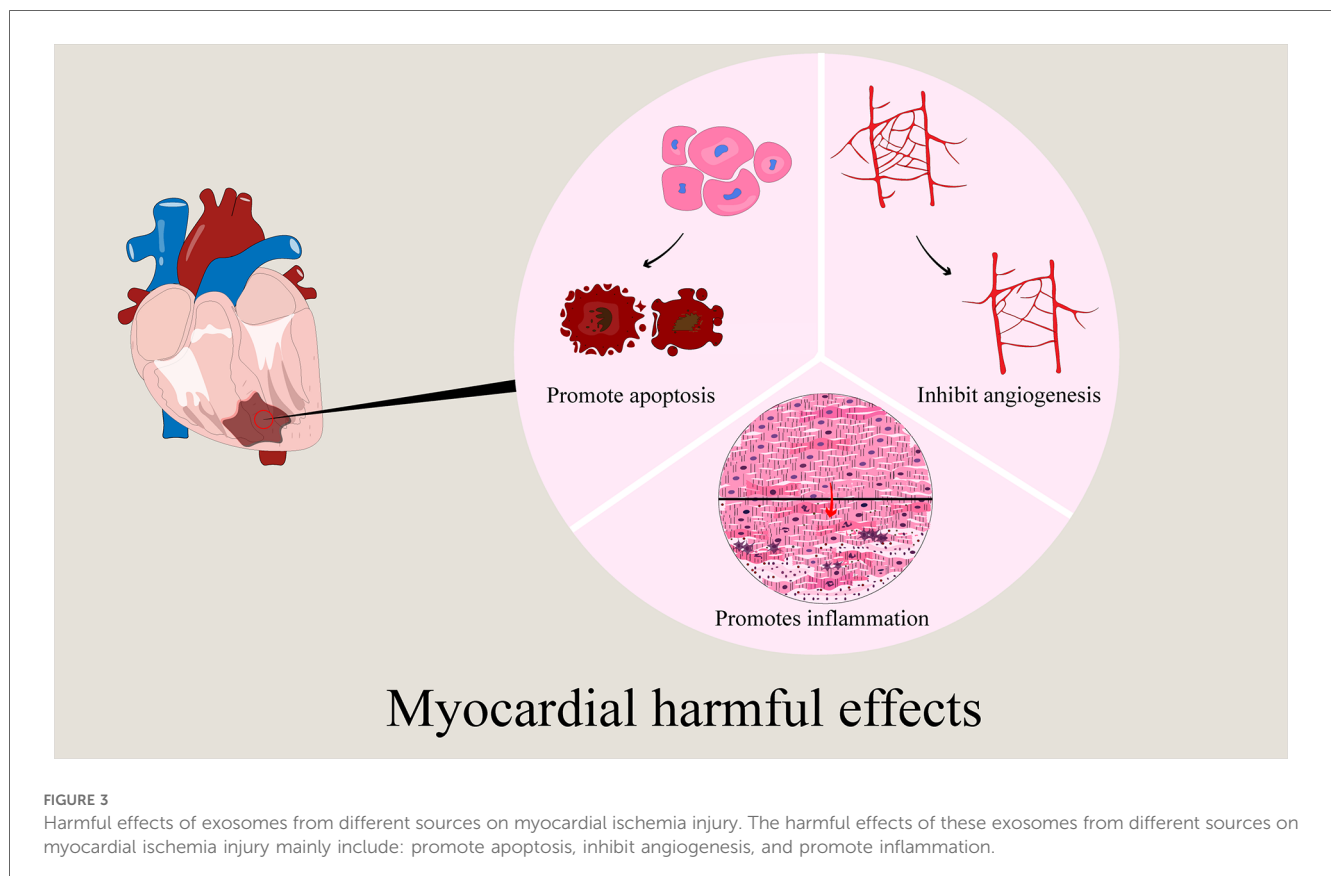 Promote apoptosis
Inhibit angiogenesis
Promotes inflammation
Myocardial harmful effects
FIGURE 3
Harmful effects of exosomes from different sources on myocardial ischemia injury. The harmful effects of these exosomes from different sources on
myocardial ischemia injury mainly include: promote apoptosis, inhibit angiogenesis, and promote inflammation.